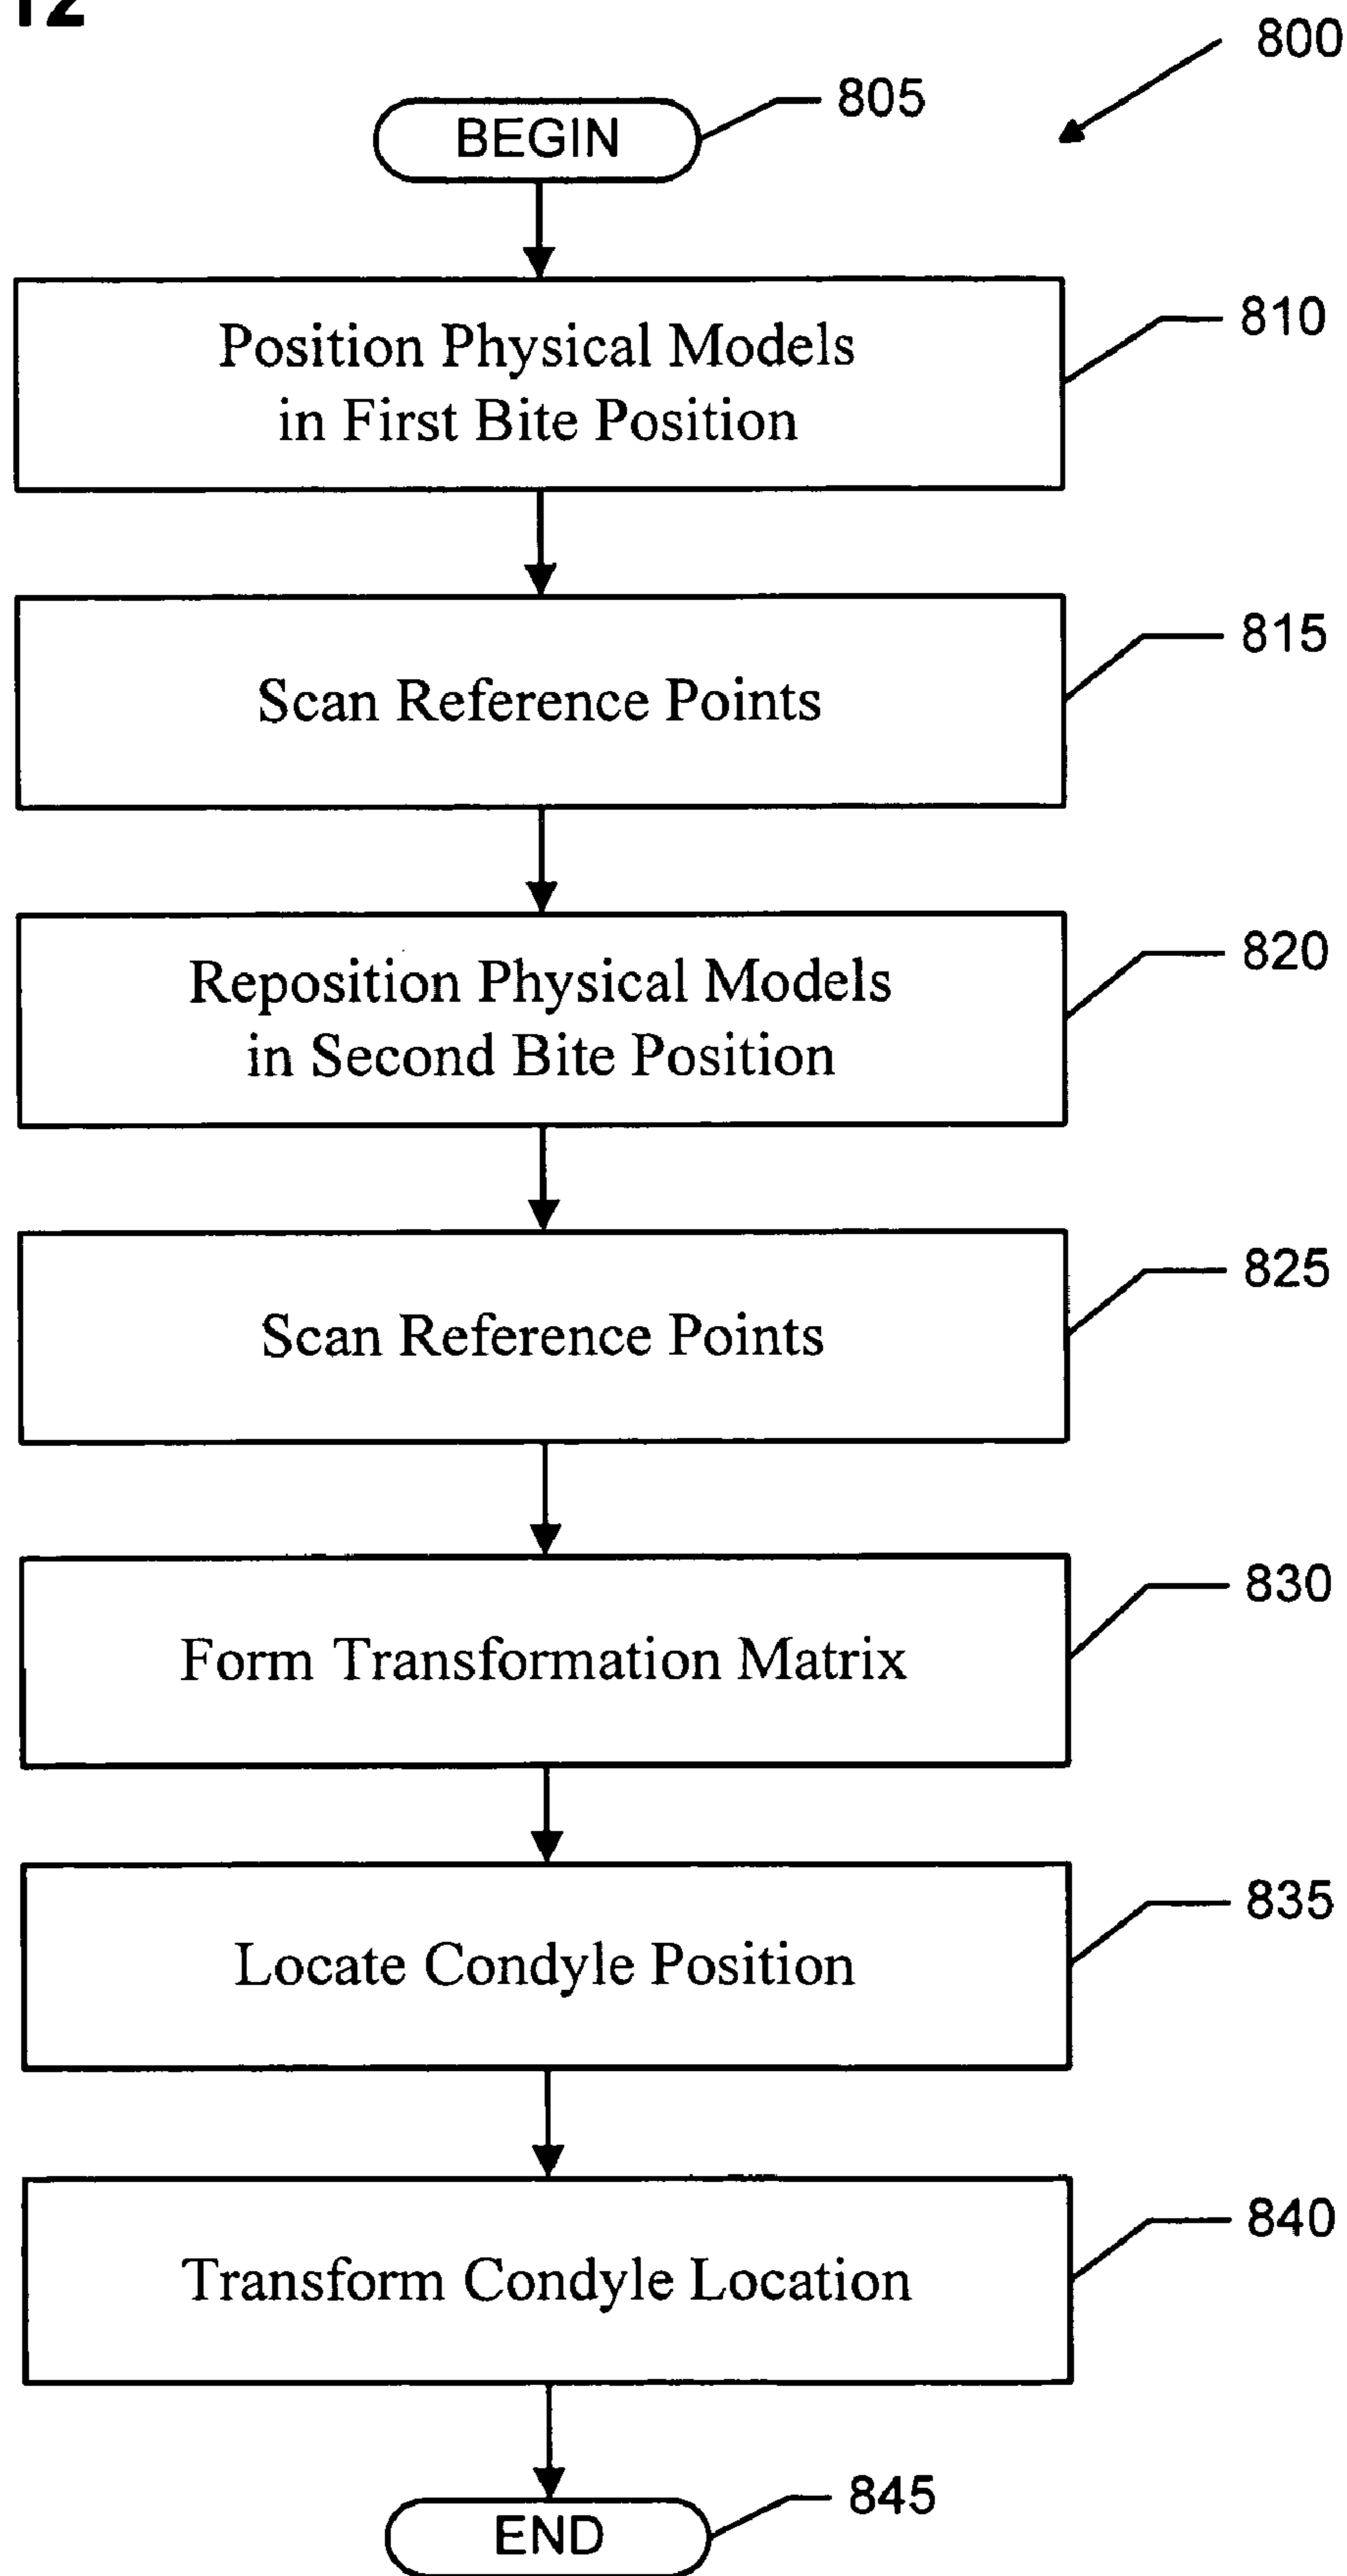 12
800
BEGIN
805
Position Physical Models
in First Bite Position
810
Scan Reference Points
815
Reposition Physical Models
in Second Bite Position
820
Scan Reference Points
825
Form Transformation Matrix
830
Locate Condyle Position
835
Transform Condyle Location
840
END
845